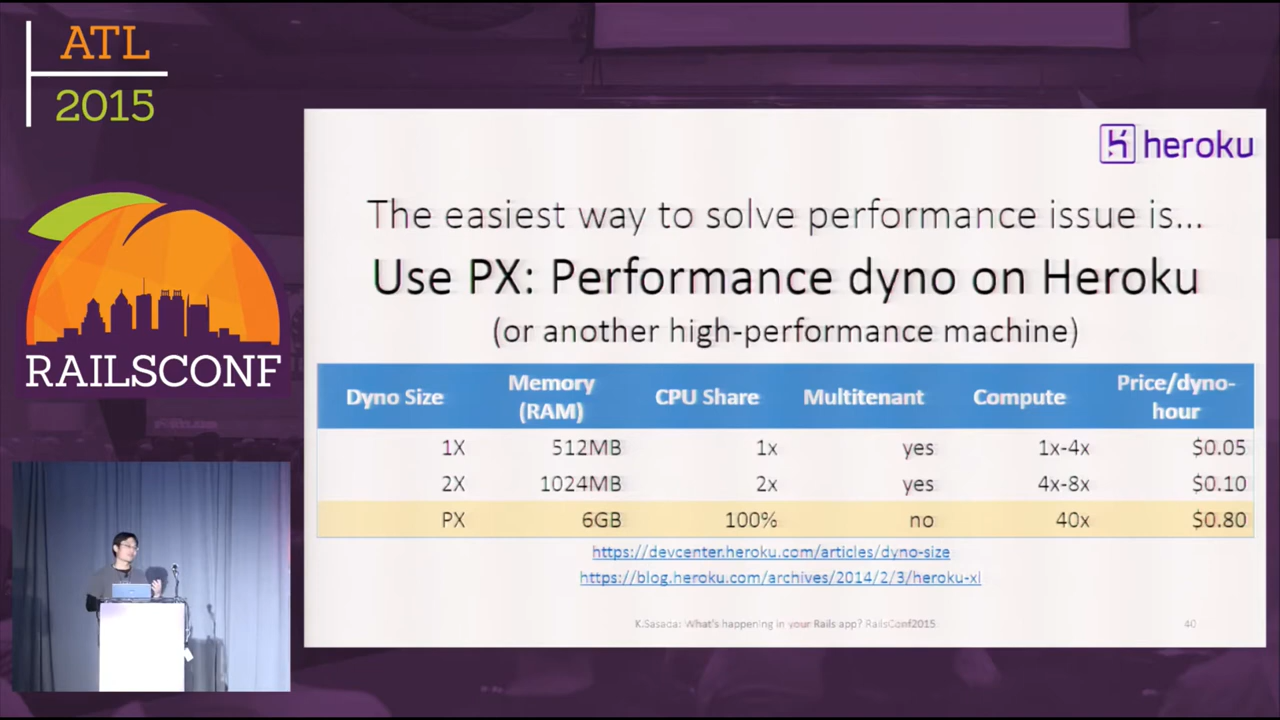 ATL
2015
RAILSCONF
heroku
The easiest way to solve performance issue is...
Use PX: Performance dyno on Heroku
(or another high-performance machine)
Dyno Size Memory (RAM) CPU Share Multitenant Compute Price/dyno-hour
1X 512MB 1x yes 1x-4x $0.05
2X 1024MB 2x yes 4x-8x $0.10
PX 6GB 100% no 40x $0.80
https://devcenter.heroku.com/articles/dyno-size
https://blog.heroku.com/archives/2014/2/3/heroku-xl
K.Sasada: What's happening in your Rails app? RailsConf2015 40